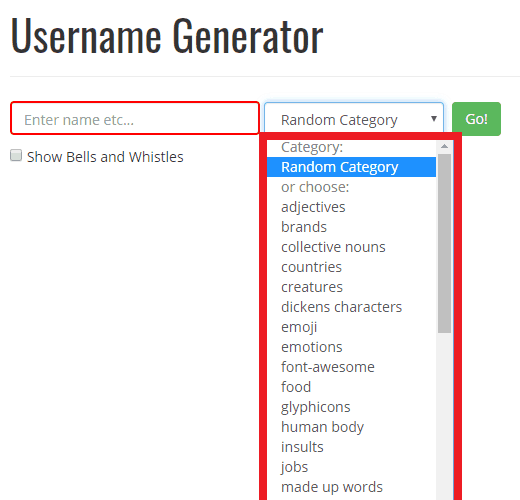 Username Generator
Enter name etc...
Random Category
Go!
Show Bells and Whistles
Category:
Random Category
or choose:
adjectives
brands
collective nouns
countries
creatures
dickens characters
emoji
emotions
font-awesome
food
glyphicons
human body
insults
jobs
made up words